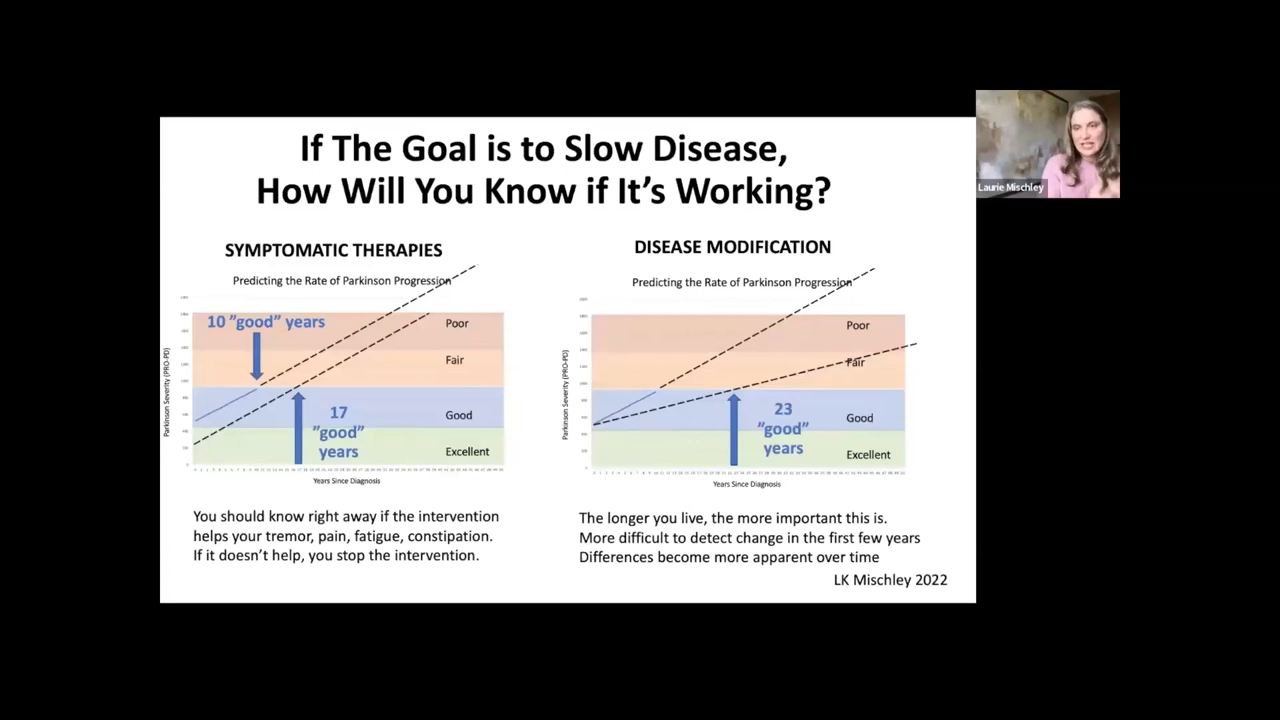 If The Goal is to Slow Disease,
How Will You Know if It's Working?
Laurie Mischley
SYMPTOMATIC THERAPIES
Predicting the Rate of Parkinson Progression
10 "good" years
Poor
Fair
17
"good"
years
Good
Excellent
Parkinson Severity (PRO-PD)
Years Since Diagnosis
You should know right away if the intervention
helps your tremor, pain, fatigue, constipation.
If it doesn't help, you stop the intervention.
DISEASE MODIFICATION
Predicting the Rate of Parkinson Progression
Poor
Fair
23
"good"
years
Good
Excellent
Parkinson Severity (PRO-PD)
Years Since Diagnosis
The longer you live, the more important this is.
More difficult to detect change in the first few years
Differences become more apparent over time
LK Mischley 2022